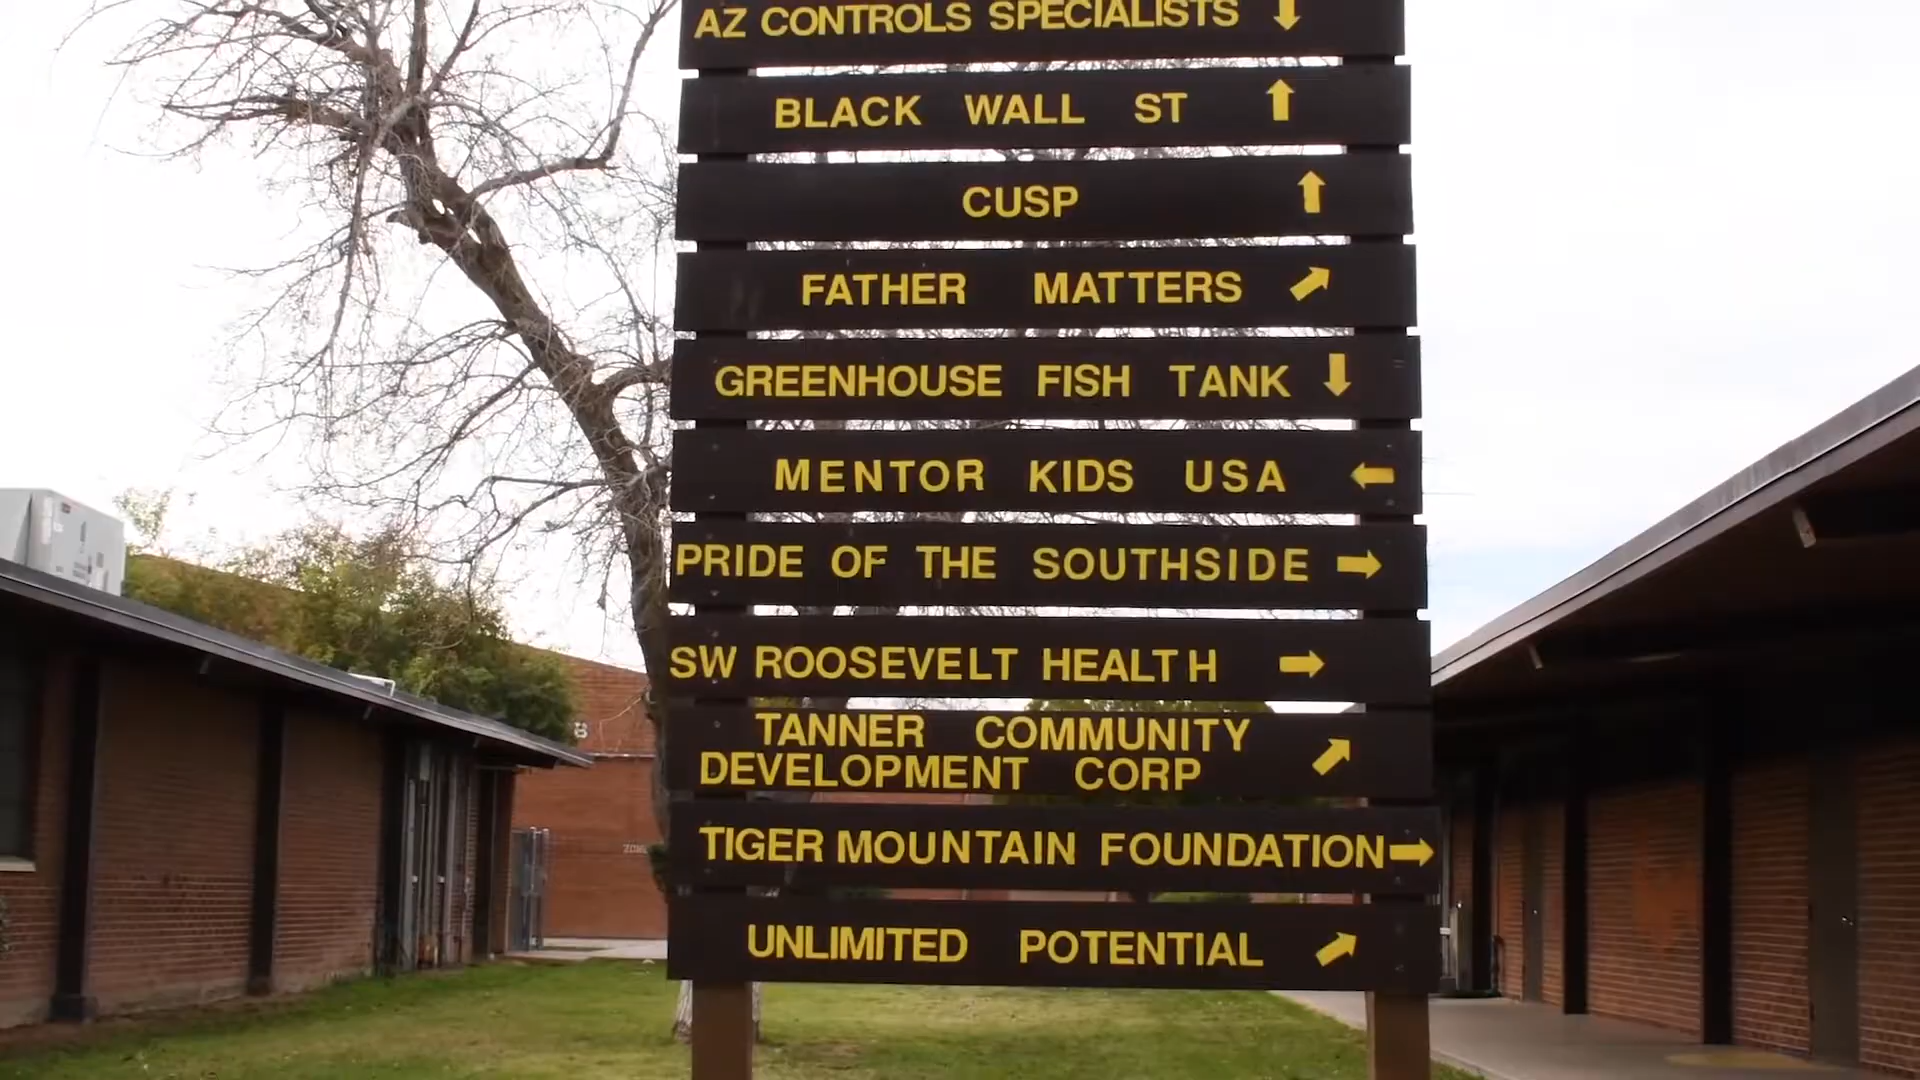 AZ CONTROLS SPECIALISTS ↓
BLACK WALL ST ↑
CUSP ↑
FATHER MATTERS ↗
GREENHOUSE FISH TANK ↓
MENTOR KIDS USA ←
PRIDE OF THE SOUTHSIDE →
SW ROOSEVELT HEALTH →
TANNER COMMUNITY
DEVELOPMENT CORP ↗
TIGER MOUNTAIN FOUNDATION →
UNLIMITED POTENTIAL ↗
8